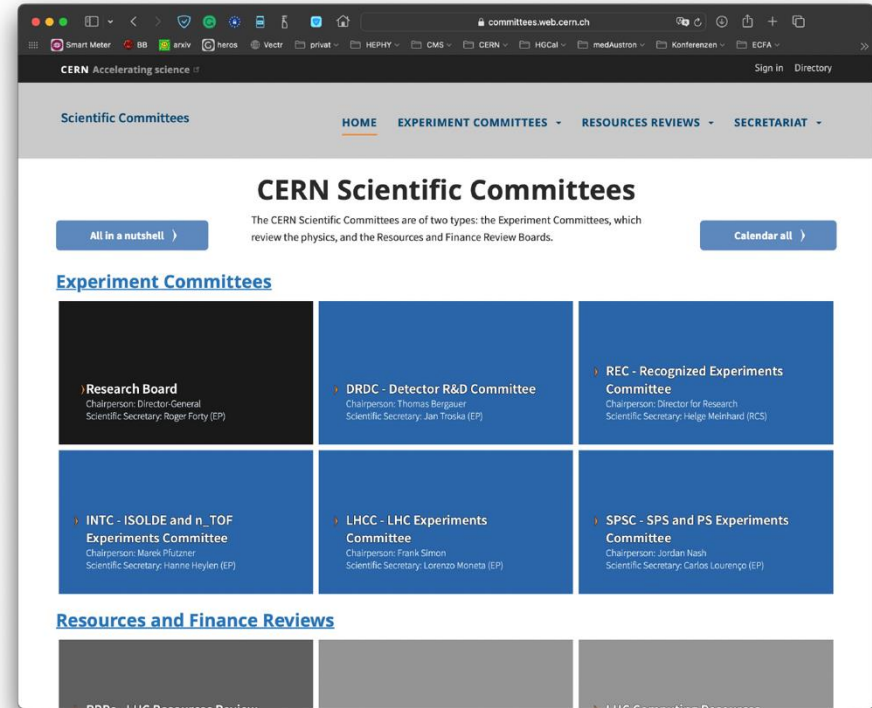 committees.web.cern.ch
Smart Meter BB arxiv heros Vectr privat HEPHY CMS CERN HGCal medAustron Konferenzen ECFA
CERN Accelerating science Sign in Directory
Scientific Committees HOME EXPERIMENT COMMITTEES RESOURCES REVIEWS SECRETARIAT
CERN Scientific Committees
The CERN Scientific Committees are of two types: the Experiment Committees, which
review the physics, and the Resources and Finance Review Boards.
All in a nutshell
Calendar all
Experiment Committees
Research Board
Chairperson: Director-General
Scientific Secretary: Roger Forty (EP)
DRDC - Detector R&D Committee
Chairperson: Thomas Bergauer
Scientific Secretary: Jan Troska (EP)
REC - Recognized Experiments
Committee
Chairperson: Director for Research
Scientific Secretary: Helge Meinhard (RCS)
INTC - ISOLDE and n_TOF
Experiments Committee
Chairperson: Marek Pfutzner
Scientific Secretary: Hanne Heylen (EP)
LHCC - LHC Experiments
Committee
Chairperson: Frank Simon
Scientific Secretary: Lorenzo Moneta (EP)
SPSC - SPS and PS Experiments
Committee
Chairperson: Jordan Nash
Scientific Secretary: Carlos Lourenço (EP)
Resources and Finance Reviews
LHC Resources Review
LHC Computing Resources